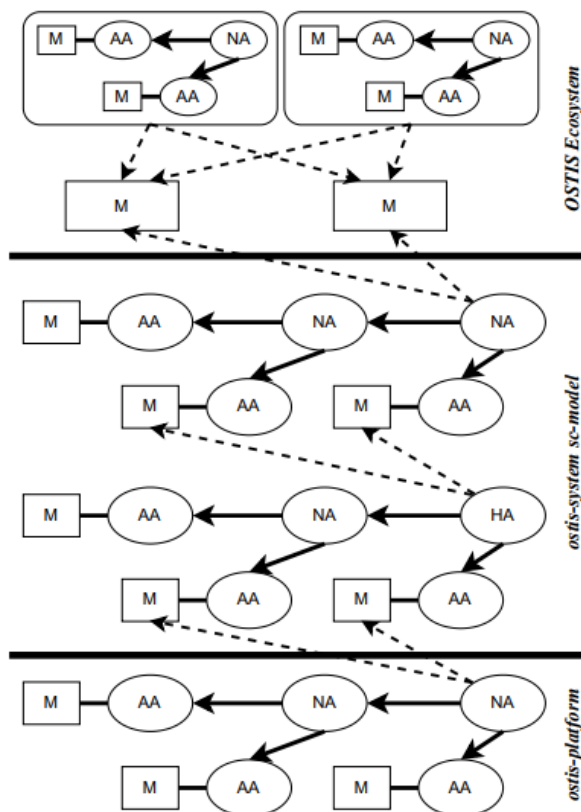 M AA NA M AA NA
M AA M AA
OSTIS Ecosystem
M M
M AA NA NA
M AA M AA
ostis-system sc-model
M AA NA HA
M AA M AA
M AA NA NA
M AA M AA
ostis-platform